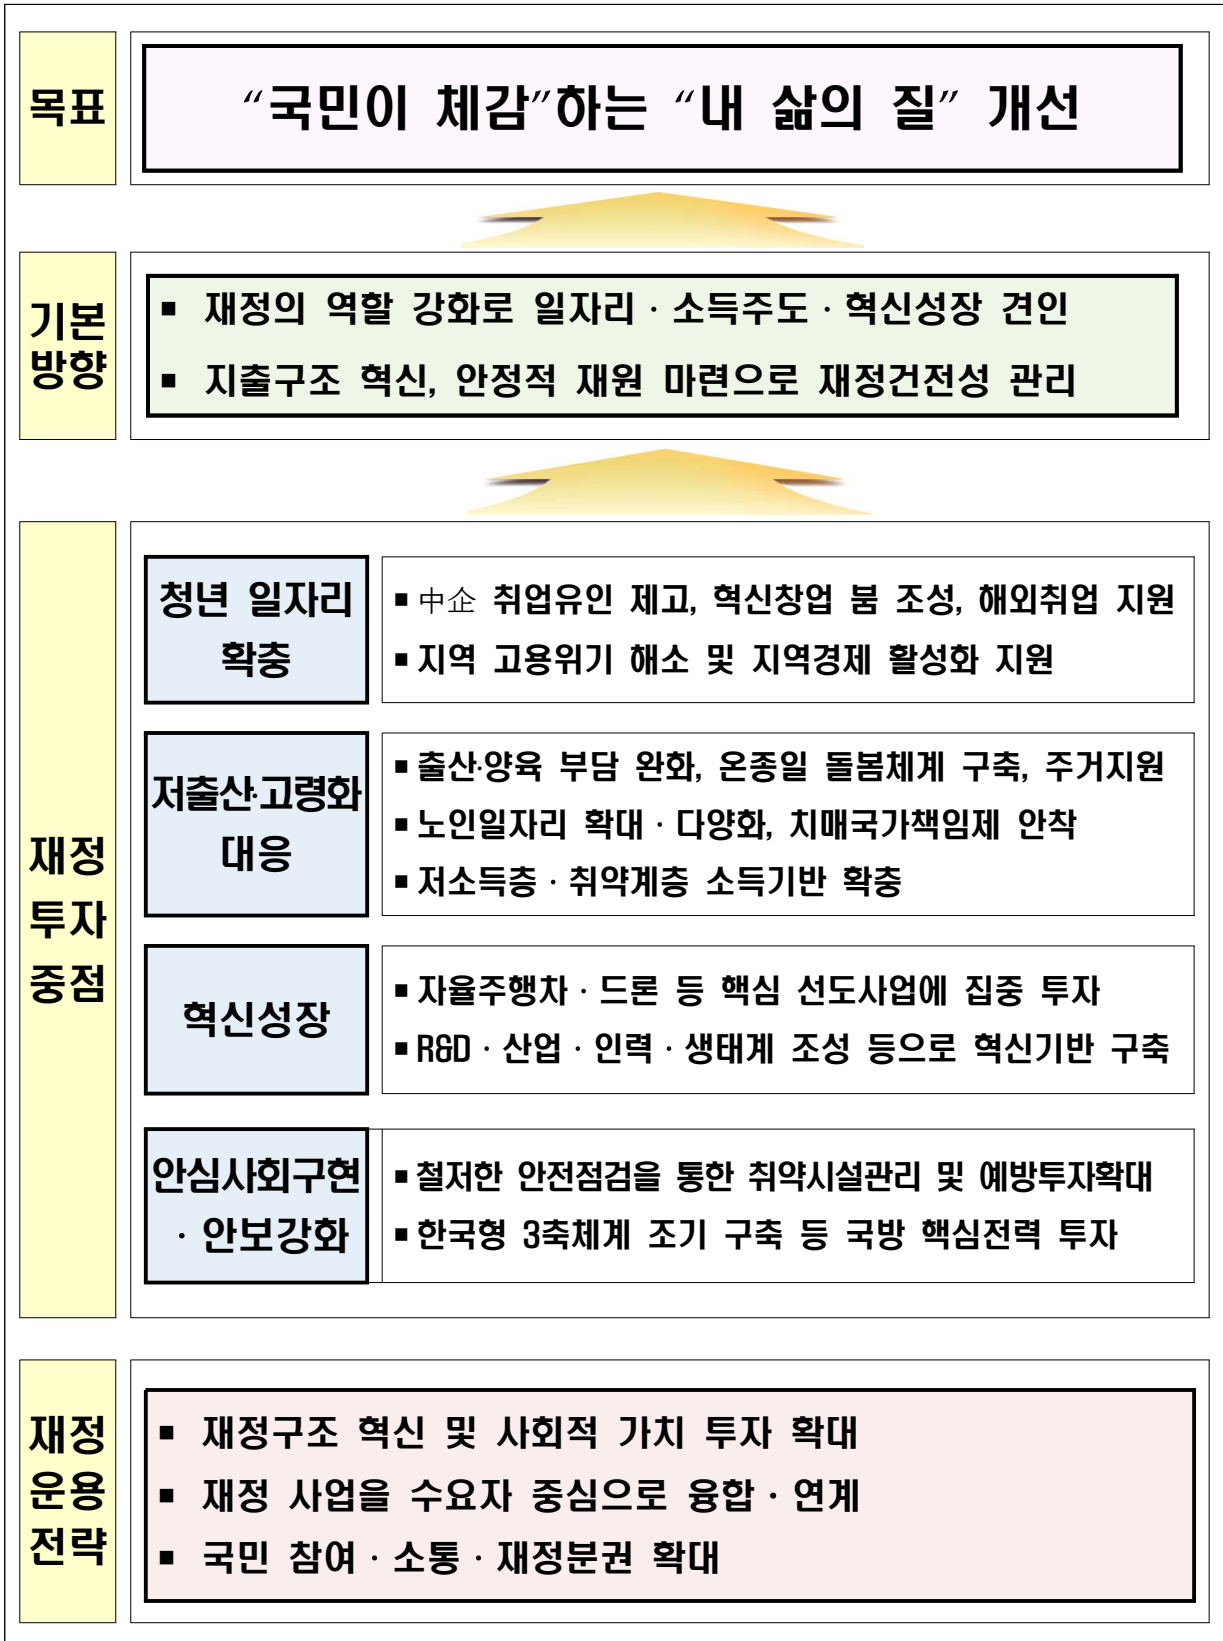 목표
“국민이 체감”하는 “내 삶의 질” 개선
기본
방향
▪ 재정의 역할 강화로 일자리·소득주도·혁신성장 견인
▪ 지출구조 혁신, 안정적 재원 마련으로 재정건전성 관리
재정
투자
중점
청년 일자리
확충
▪ 中企 취업유인 제고, 혁신창업 붐 조성, 해외취업 지원
▪ 지역 고용위기 해소 및 지역경제 활성화 지원
저출산·고령화
대응
▪ 출산·양육 부담 완화, 온종일 돌봄체계 구축, 주거지원
▪ 노인일자리 확대·다양화, 치매국가책임제 안착
▪ 저소득층·취약계층 소득기반 확충
혁신성장
▪ 자율주행차·드론 등 핵심 선도사업에 집중 투자
▪ R&D·산업·인력·생태계 조성 등으로 혁신기반 구축
안심사회구현
·안보강화
▪ 철저한 안전점검을 통한 취약시설관리 및 예방투자확대
▪ 한국형 3축체계 조기 구축 등 국방 핵심전력 투자
재정
운용
전략
▪ 재정구조 혁신 및 사회적 가치 투자 확대
▪ 재정 사업을 수요자 중심으로 융합·연계
▪ 국민 참여·소통·재정분권 확대